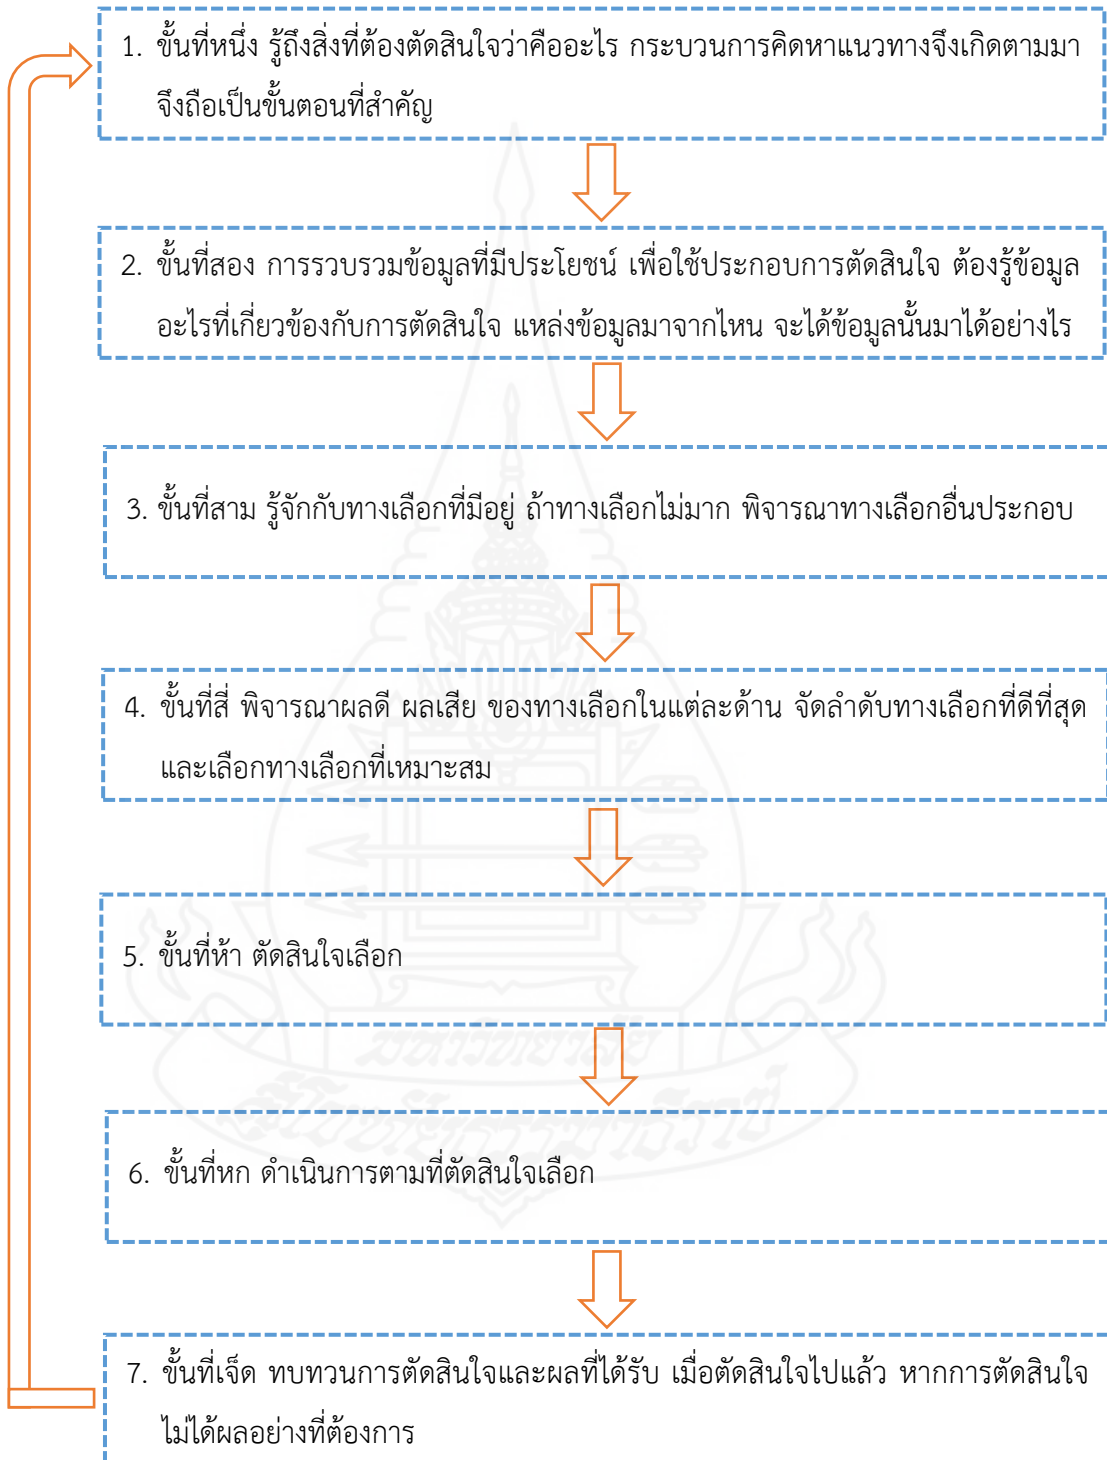 1. ขั้นที่หนึ่ง รู้ถึงสิ่งที่ต้องตัดสินใจว่าคืออะไร กระบวนการคิดหาแนวทางจึงเกิดตามมา
จึงถือเป็นขั้นตอนที่สำคัญ
2. ขั้นที่สอง การรวบรวมข้อมูลที่มีประโยชน์ เพื่อใช้ประกอบการตัดสินใจ ต้องรู้ข้อมูล
อะไรที่เกี่ยวข้องกับการตัดสินใจ แหล่งข้อมูลมาจากไหน จะได้ข้อมูลนั้นมาได้อย่างไร
3. ขั้นที่สาม รู้จักกับทางเลือกที่มีอยู่ ถ้าทางเลือกไม่มาก พิจารณาทางเลือกอื่นประกอบ
4. ขั้นที่สี่ พิจารณาผลดี ผลเสีย ของทางเลือกในแต่ละด้าน จัดลำดับทางเลือกที่ดีที่สุด
และเลือกทางเลือกที่เหมาะสม
5. ขั้นที่ห้า ตัดสินใจเลือก
มหาวิทยาลัย
สุโขทัยธรรมาธิราช
6. ขั้นที่หก ดำเนินการตามที่ตัดสินใจเลือก
7. ขั้นที่เจ็ด ทบทวนการตัดสินใจและผลที่ได้รับ เมื่อตัดสินใจไปแล้ว หากการตัดสินใจ
ไม่ได้ผลอย่างที่ต้องการ